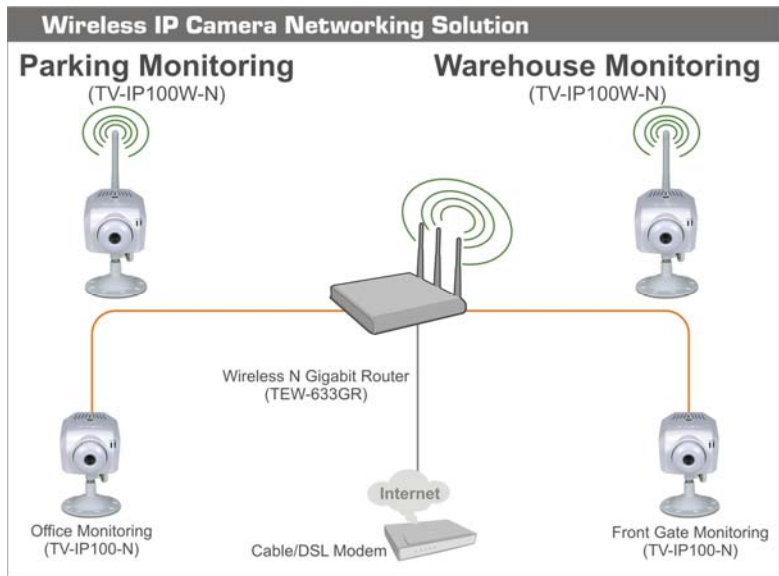 Wireless IP Camera Networking Solution
Parking Monitoring
(TV-IP100W-N)
Warehouse Monitoring
(TV-IP100W-N)
Wireless N Gigabit Router
(TEW-633GR)
Internet
Office Monitoring
(TV-IP100-N)
Cable/DSL Modem
Front Gate Monitoring
(TV-IP100-N)